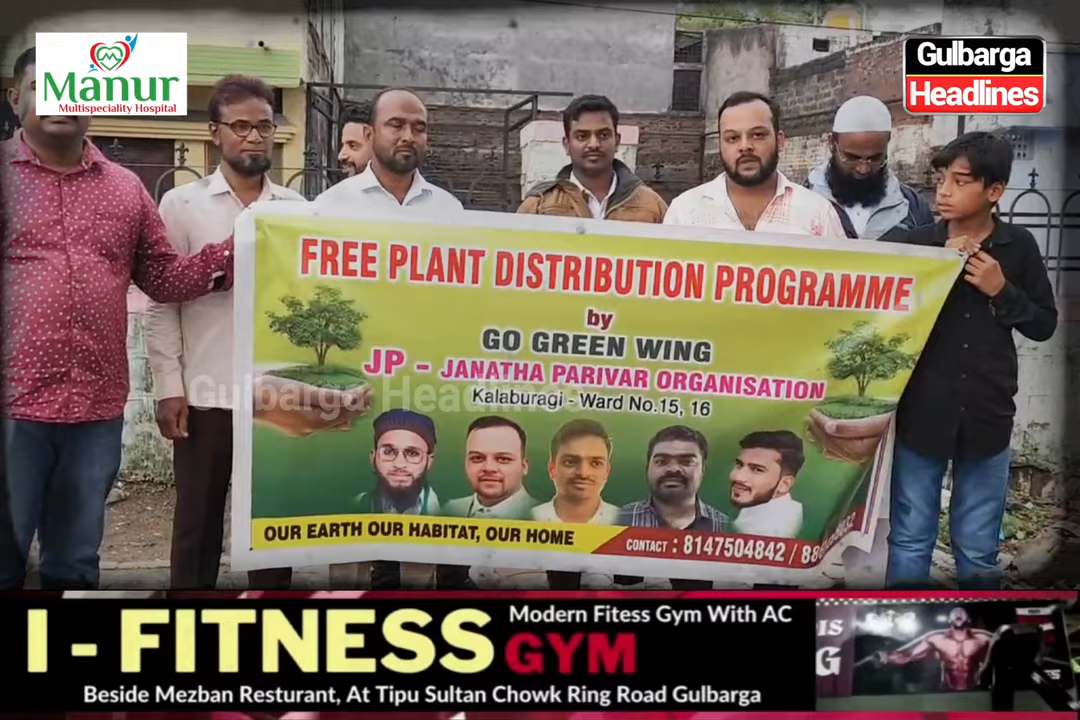 Manur
Multispeciality Hospital
Gulbarga
Headlines
FREE PLANT DISTRIBUTION PROGRAMME
by
GO GREEN WING
JP - JANATHA PARIVAR ORGANISATION
Kalaburagi - Ward No.15, 16
Gulbarga Headlines
OUR EARTH OUR HABITAT, OUR HOME
CONTACT : 8147504842 /
I - FITNESS GYM
Modern Fitess Gym With AC
Beside Mezban Resturant, At Tipu Sultan Chowk Ring Road Gulbarga